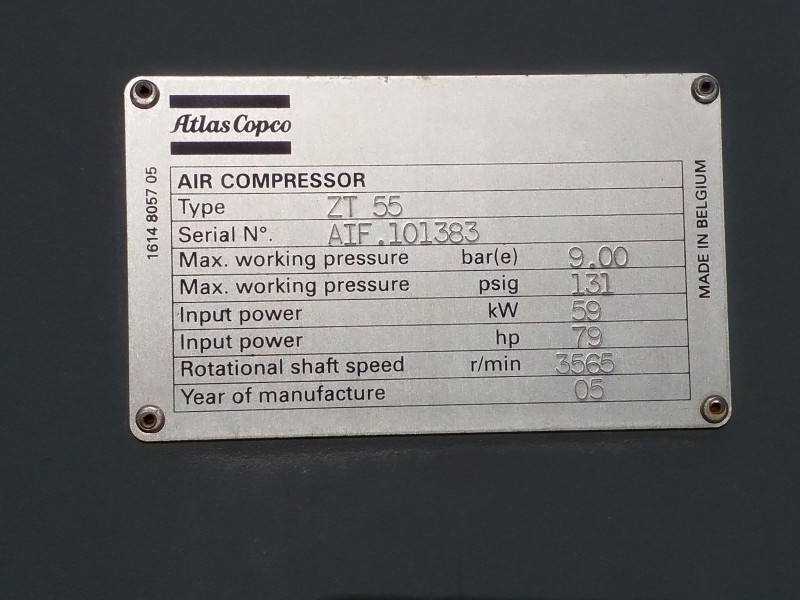 Atlas Copco
1614 8057 05
AIR COMPRESSOR
Type ZT 55
Serial Nº. AIF.101383
Max. working pressure bar(e) 9.00
Max. working pressure psig 131
Input power kW 59
Input power hp 79
Rotational shaft speed r/min 3565
Year of manufacture 05
MADE IN BELGIUM